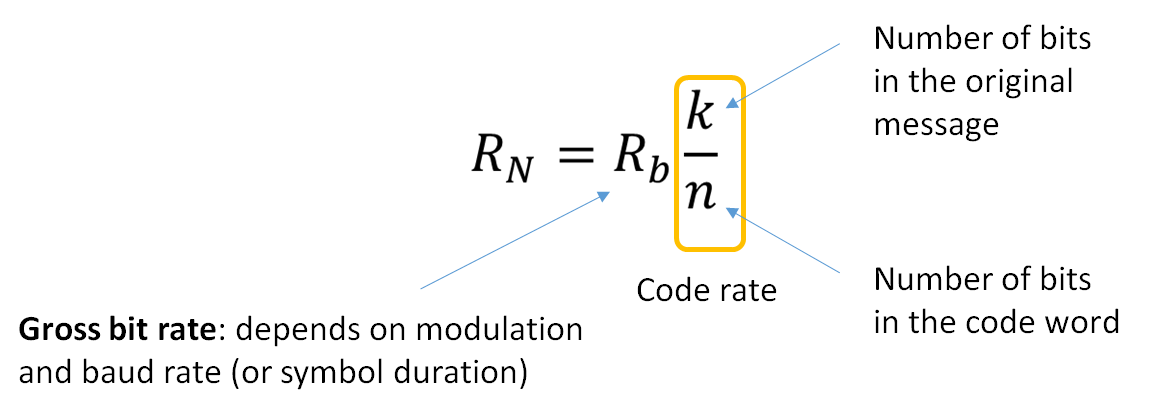 Number of bits
in the original
message
R_N = R_b k/n
Code rate
Number of bits
in the code word
Gross bit rate: depends on modulation
and baud rate (or symbol duration)